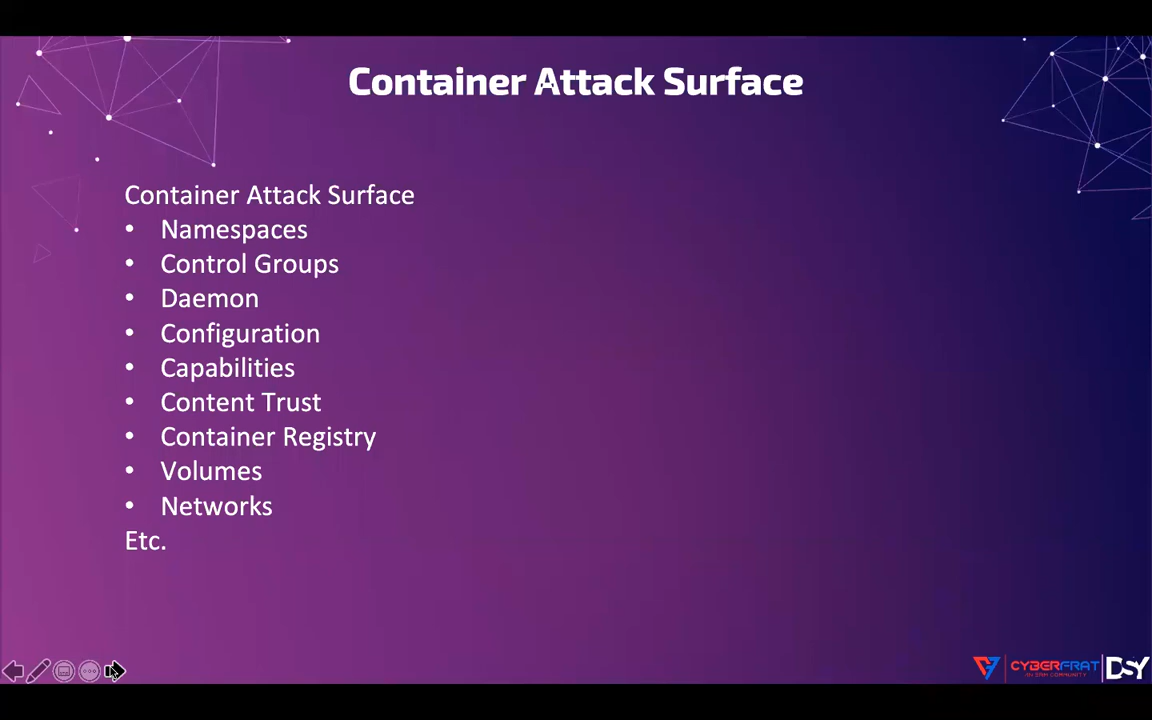 Container Attack Surface
Container Attack Surface
• Namespaces
• Control Groups
• Daemon
• Configuration
• Capabilities
• Content Trust
• Container Registry
• Volumes
• Networks
Etc.
CYBERFRAT
DSY